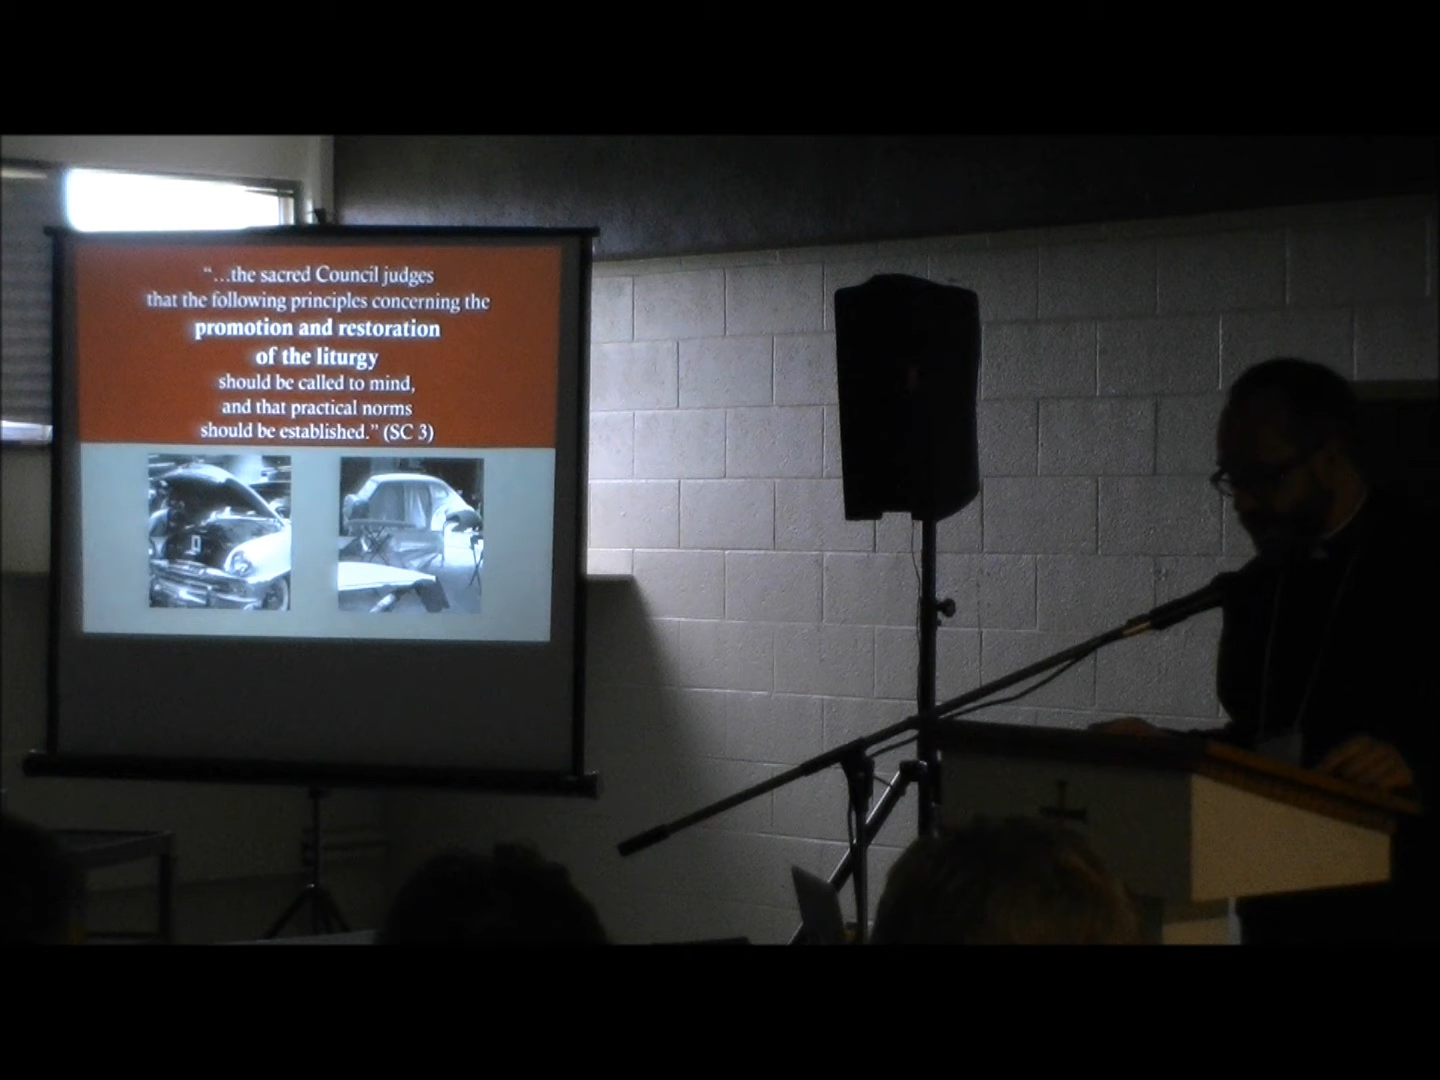 “...the sacred Council judges
that the following principles concerning the
promotion and restoration
of the liturgy
should be called to mind,
and that practical norms
should be established.” (SC 3)